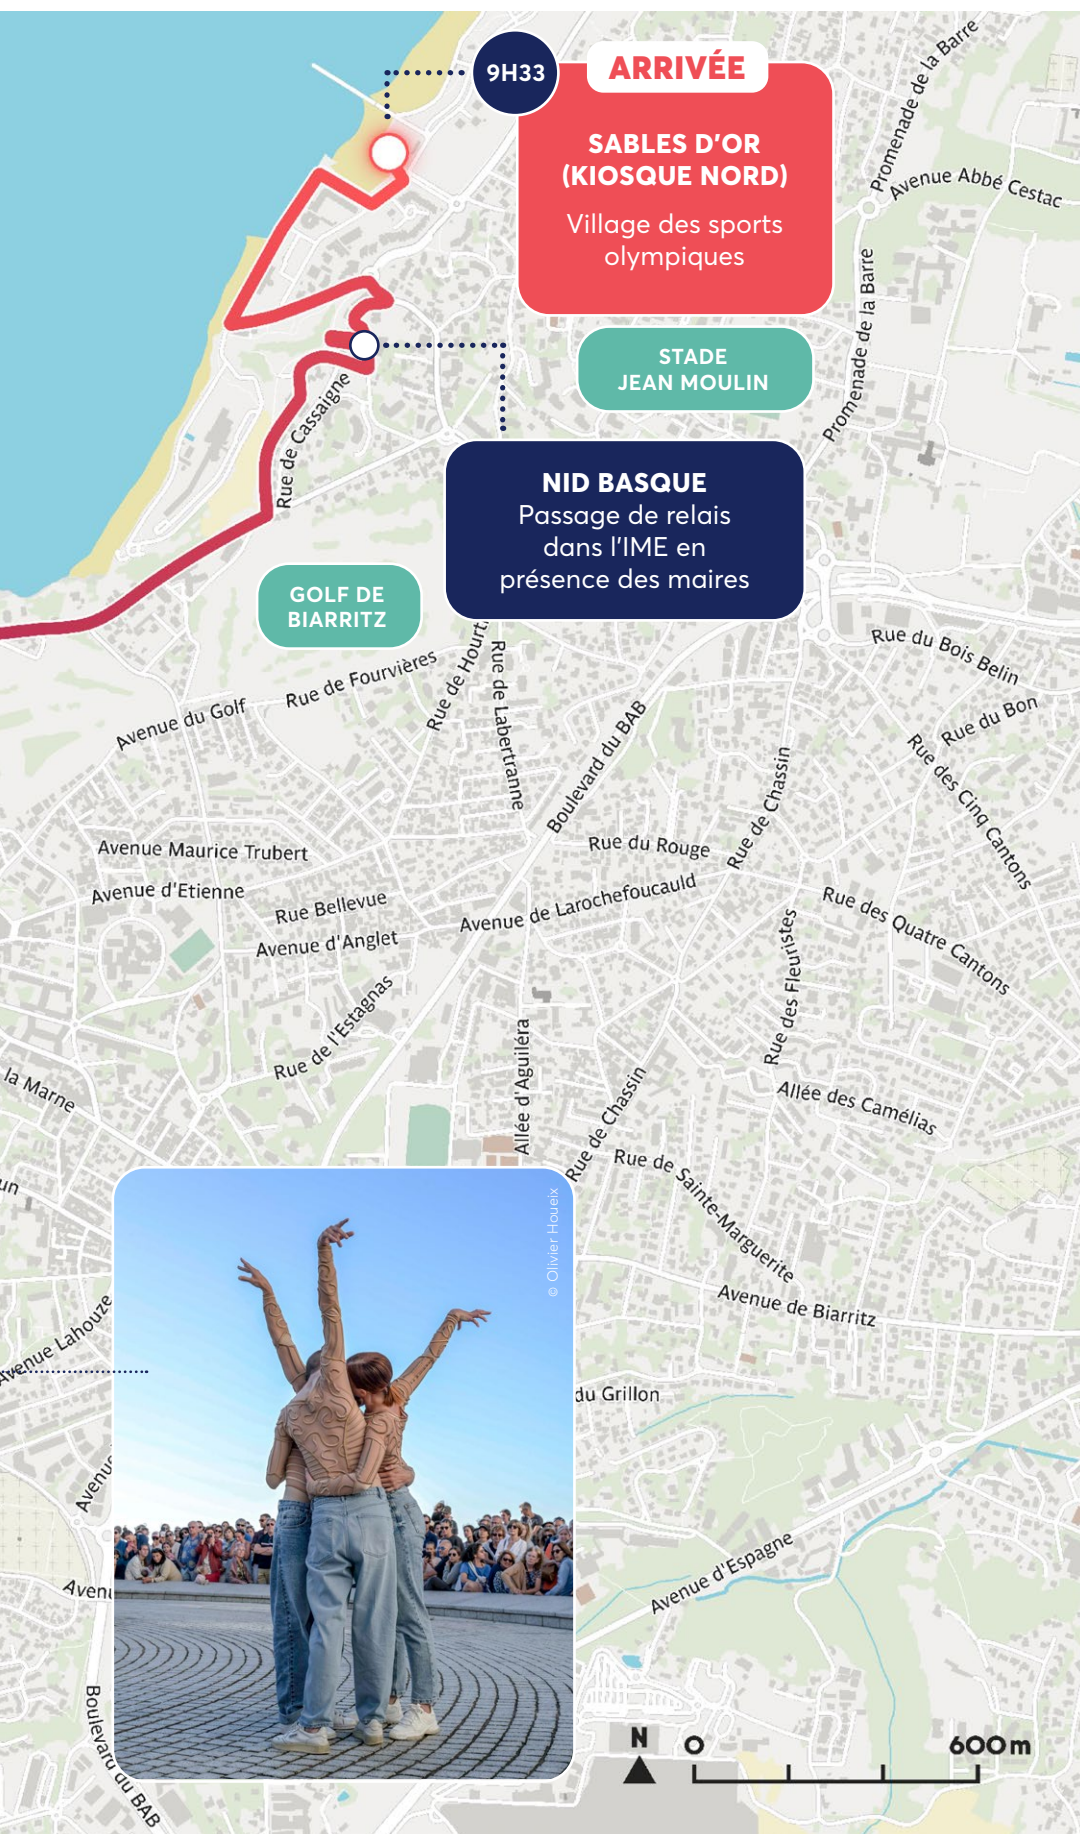 9H33
ARRIVÉE
SABLES D'OR
(KIOSQUE NORD)
Village des sports
olympiques
Promenade de la Barre
Avenue Abbé Cestac
Promenade de la Barre
STADE
JEAN MOULIN
Rue de Cassaigne
NID BASQUE
Passage de relais
dans l'IME en
présence des maires
GOLF DE
BIARRITZ
Rue du Bois Belin
Rue de Fourvières
Rue de Hourt
Rue de Labertranne
Avenue du Golf
Boulevard du BAB
Rue du Bon
Rue des Cinq Cantons
Rue de Chassin
Avenue Maurice Trubert
Rue du Rouge
Avenue d'Etienne
Rue Bellevue
Avenue de Larochefoucauld
Rue des Quatre Cantons
Avenue d'Anglet
Rue des Fleuristes
Rue de l'Estagnas
Allée d'Aguiléra
la Marne
Rue de Chassin
Allée des Camélias
Rue de Sainte-Marguerite
un
© Olivier Houeix
Avenue Lahouze
Avenue de Biarritz
du Grillon
Avenu
Avenue d'Espagne
Aven
Boulevard du BAB
N
0
600m